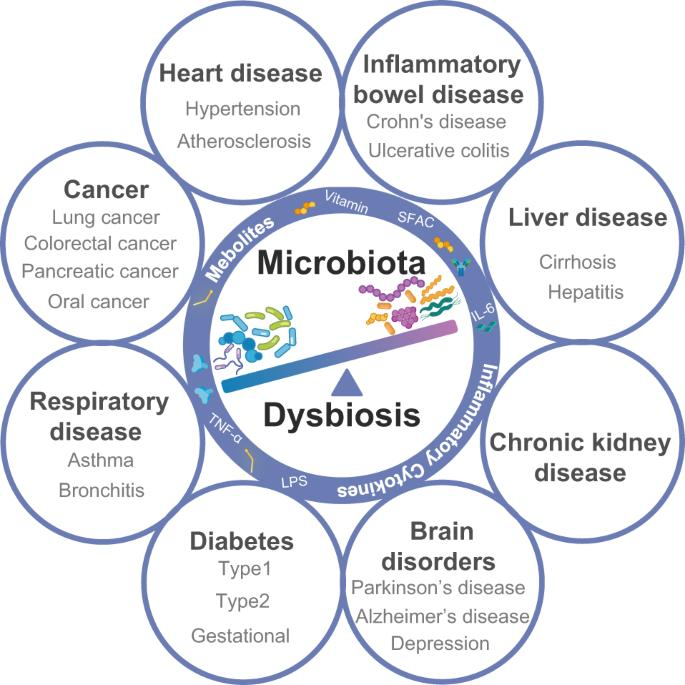 Heart disease
Hypertension
Atherosclerosis
Inflammatory
bowel disease
Crohn's disease
Ulcerative colitis
Cancer
Lung cancer
Colorectal cancer
Pancreatic cancer
Oral cancer
Liver disease
Cirrhosis
Hepatitis
Mebolites
Vitamin
SFAC
IL-6
Inflammatory Cytokines
LPS
TNF-α
Microbiota
Dysbiosis
Respiratory
disease
Asthma
Bronchitis
Chronic kidney
disease
Diabetes
Type1
Type2
Gestational
Brain
disorders
Parkinson's disease
Alzheimer's disease
Depression